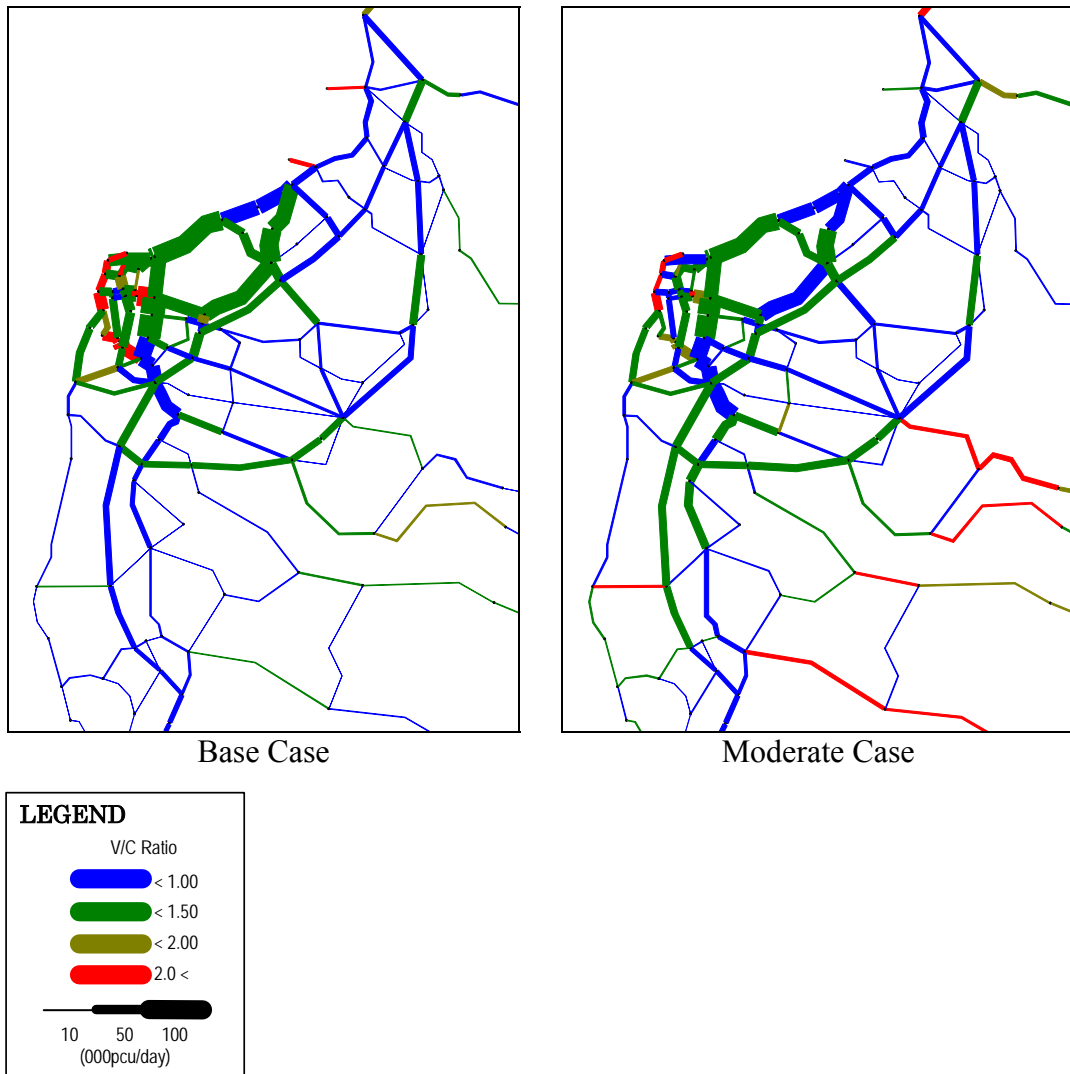 Base Case
Moderate Case
LEGEND
V/C Ratio
< 1.00
< 1.50
< 2.00
2.0 <
10 50 100
(000pcu/day)